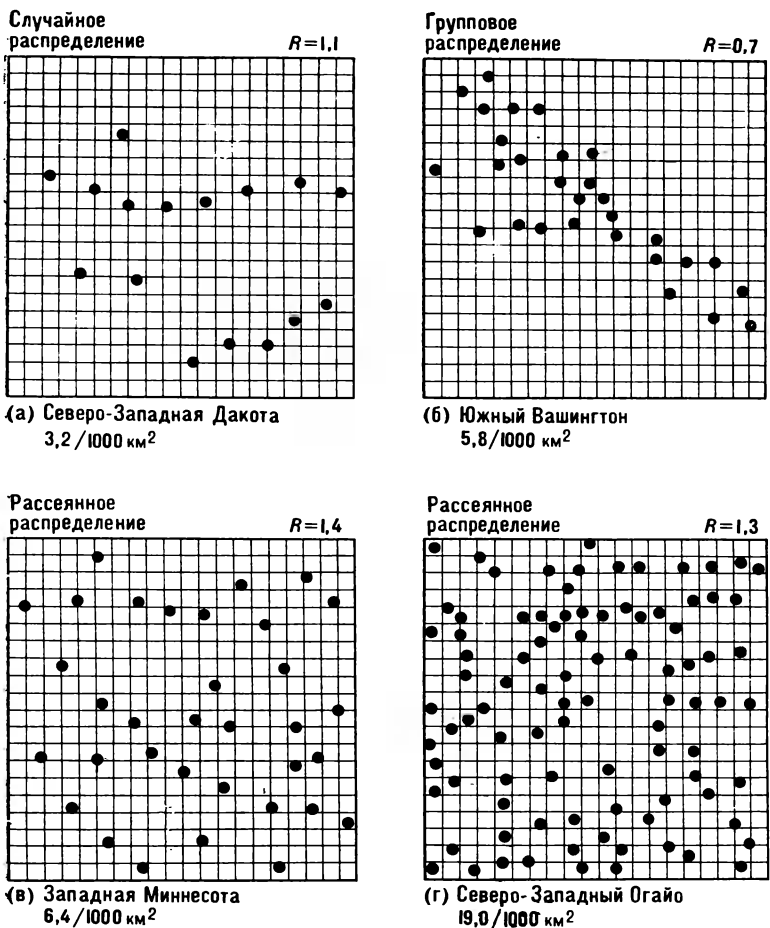 Случайное
распределение R=1,1
(а) Северо-Западная Дакота
3,2/1000 км²
Групповое
распределение R=0,7
(б) Южный Вашингтон
5,8/1000 км²
Рассеянное
распределение R=1,4
(в) Западная Миннесота
6,4/1000 км²
Рассеянное
распределение R=1,3
(г) Северо-Западный Огайо
19,0/1000 км²